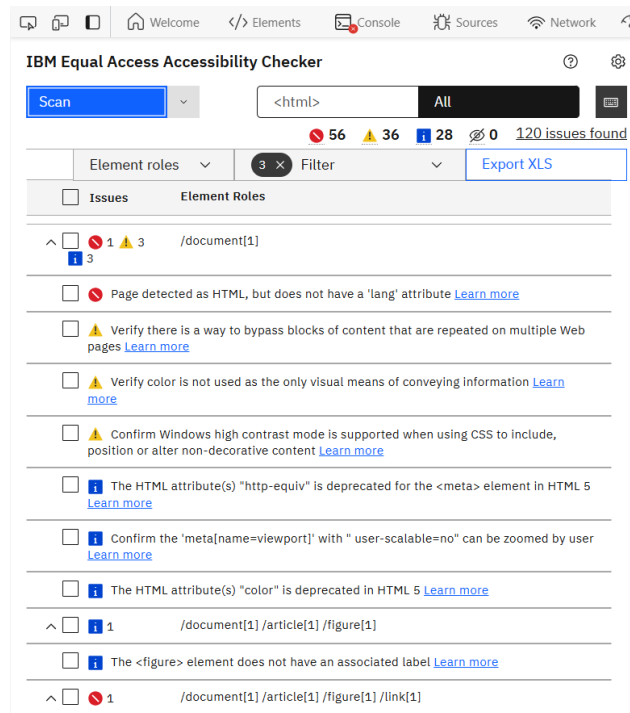 Welcome </> Elements Console Sources Network
IBM Equal Access Accessibility Checker
Scan <html> All
56 36 28 0 120 issues found
Element roles 3 × Filter Export XLS
Issues Element Roles
1 3 /document[1]
3
Page detected as HTML, but does not have a 'lang' attribute Learn more
Verify there is a way to bypass blocks of content that are repeated on multiple Web
pages Learn more
Verify color is not used as the only visual means of conveying information Learn
more
Confirm Windows high contrast mode is supported when using CSS to include,
position or alter non-decorative content Learn more
The HTML attribute(s) "http-equiv" is deprecated for the <meta> element in HTML 5
Learn more
Confirm the 'meta[name=viewport]' with " user-scalable=no" can be zoomed by user
Learn more
The HTML attribute(s) "color" is deprecated in HTML 5 Learn more
1 /document[1]/article[1]/figure[1]
The <figure> element does not have an associated label Learn more
1 /document[1]/article[1]/figure[1]/link[1]